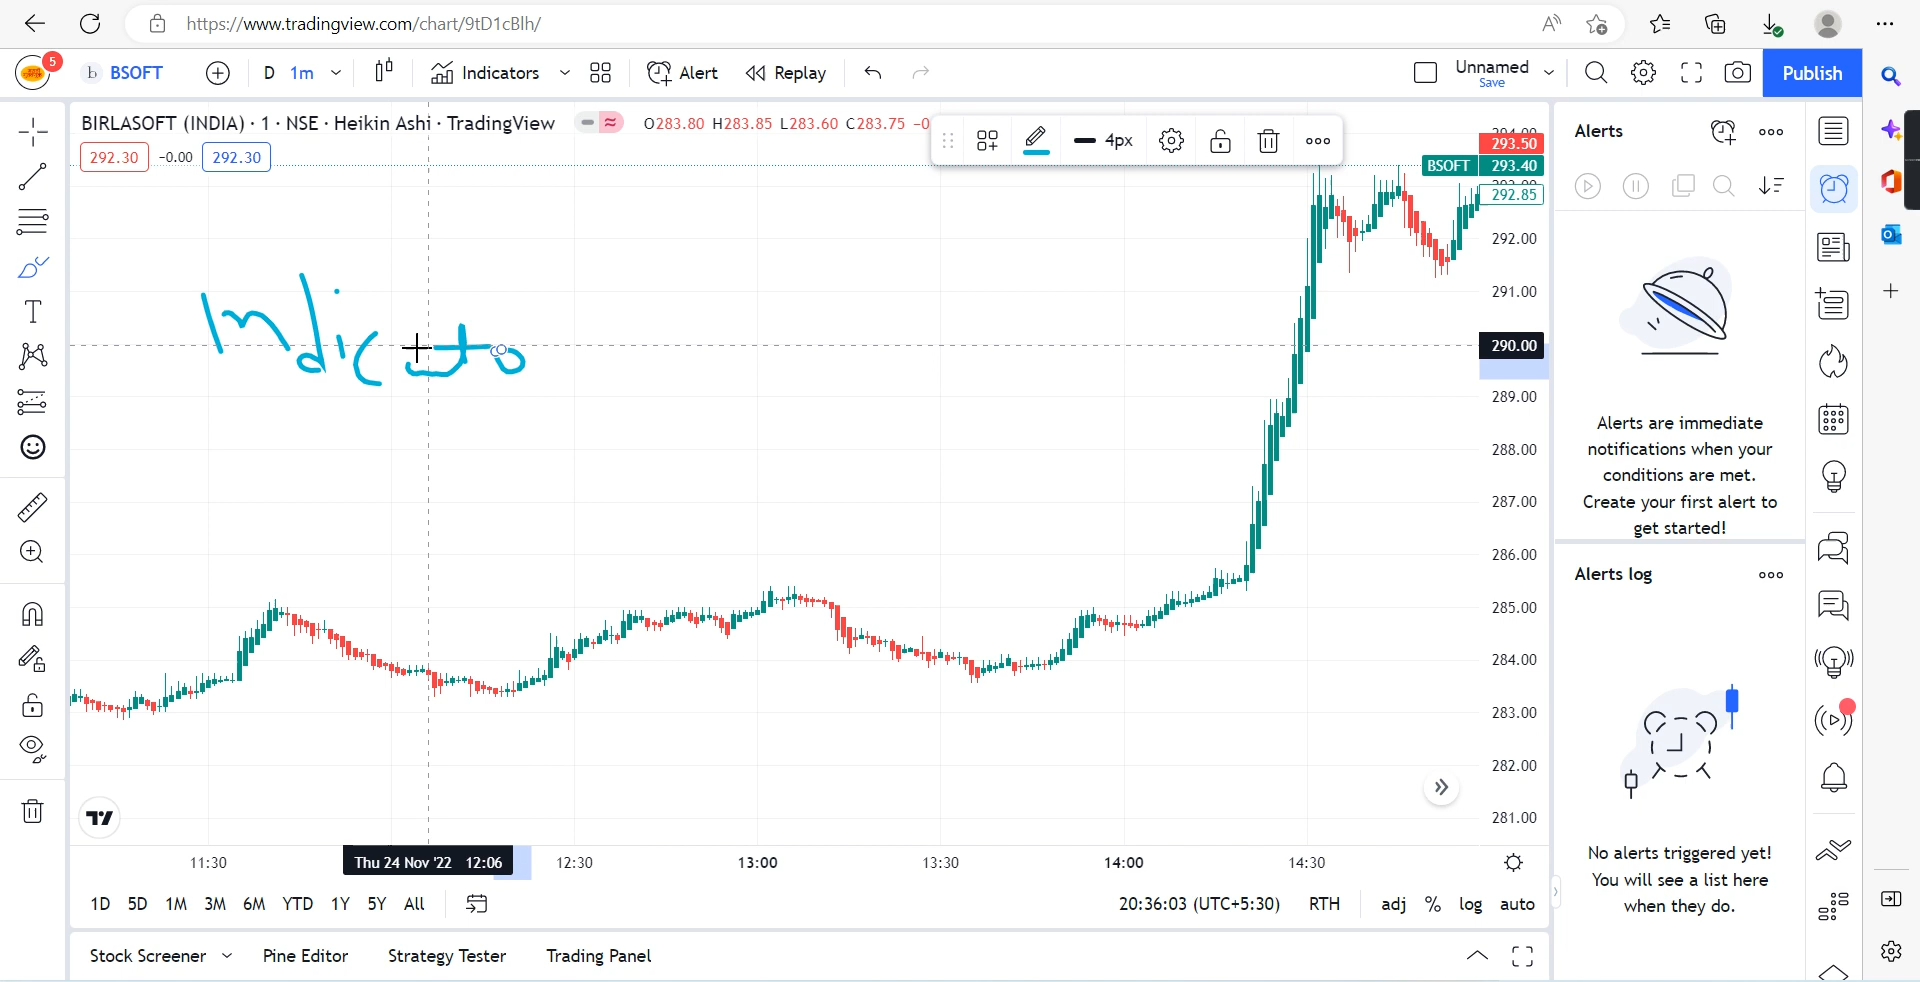 https://www.tradingview.com/chart/9tD1cBlh/
5
b BSOFT D 1m Indicators Alert Replay Unnamed Save Publish
BIRLASOFT (INDIA) · 1 · NSE · Heikin Ashi · TradingView O283.80 H283.85 L283.60 C283.75 −0
4px
292.30 −0.00 292.30
293.50
BSOFT 293.40
292.85
292.00
291.00
290.00
289.00
288.00
287.00
286.00
285.00
284.00
283.00
282.00
281.00
Indicato
11:30 Thu 24 Nov '22 12:06 12:30 13:00 13:30 14:00 14:30
1D 5D 1M 3M 6M YTD 1Y 5Y All 20:36:03 (UTC+5:30) RTH adj % log auto
Stock Screener Pine Editor Strategy Tester Trading Panel
Alerts
Alerts are immediate
notifications when your
conditions are met.
Create your first alert to
get started!
Alerts log
No alerts triggered yet!
You will see a list here
when they do.